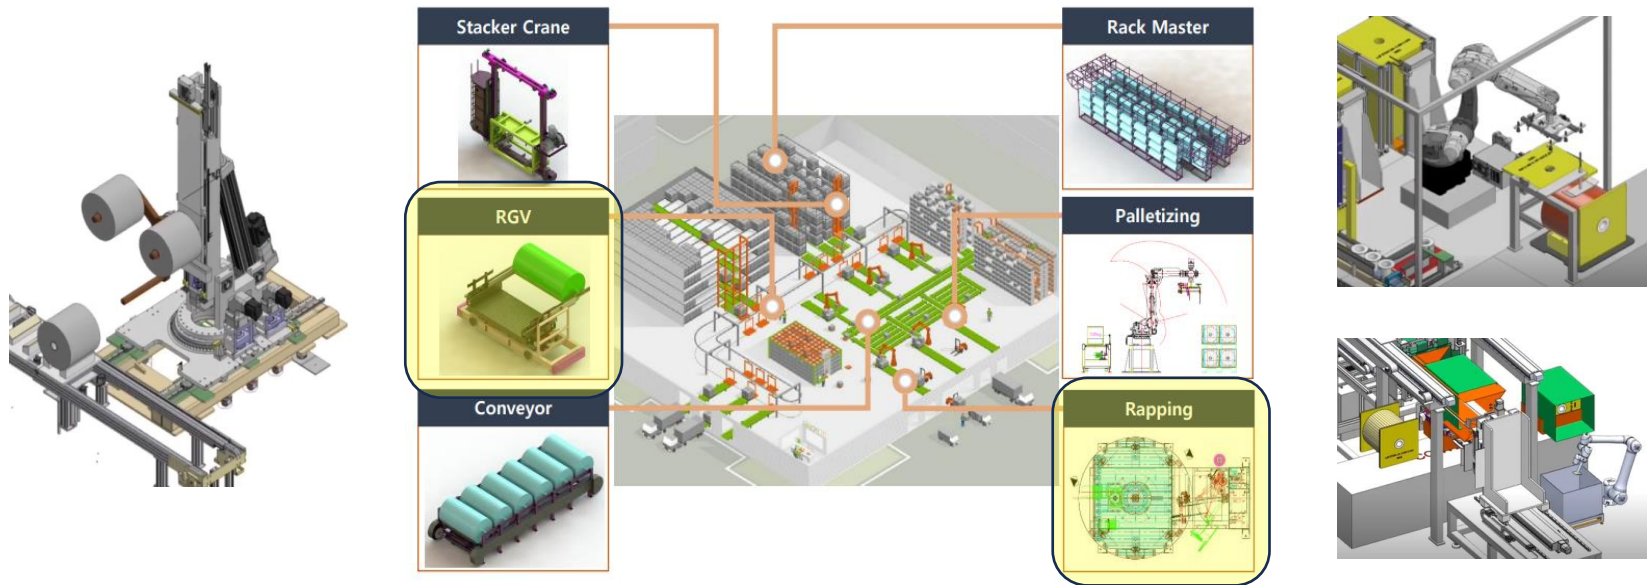 Stacker Crane
Rack Master
RGV
Palletizing
Conveyor
Rapping